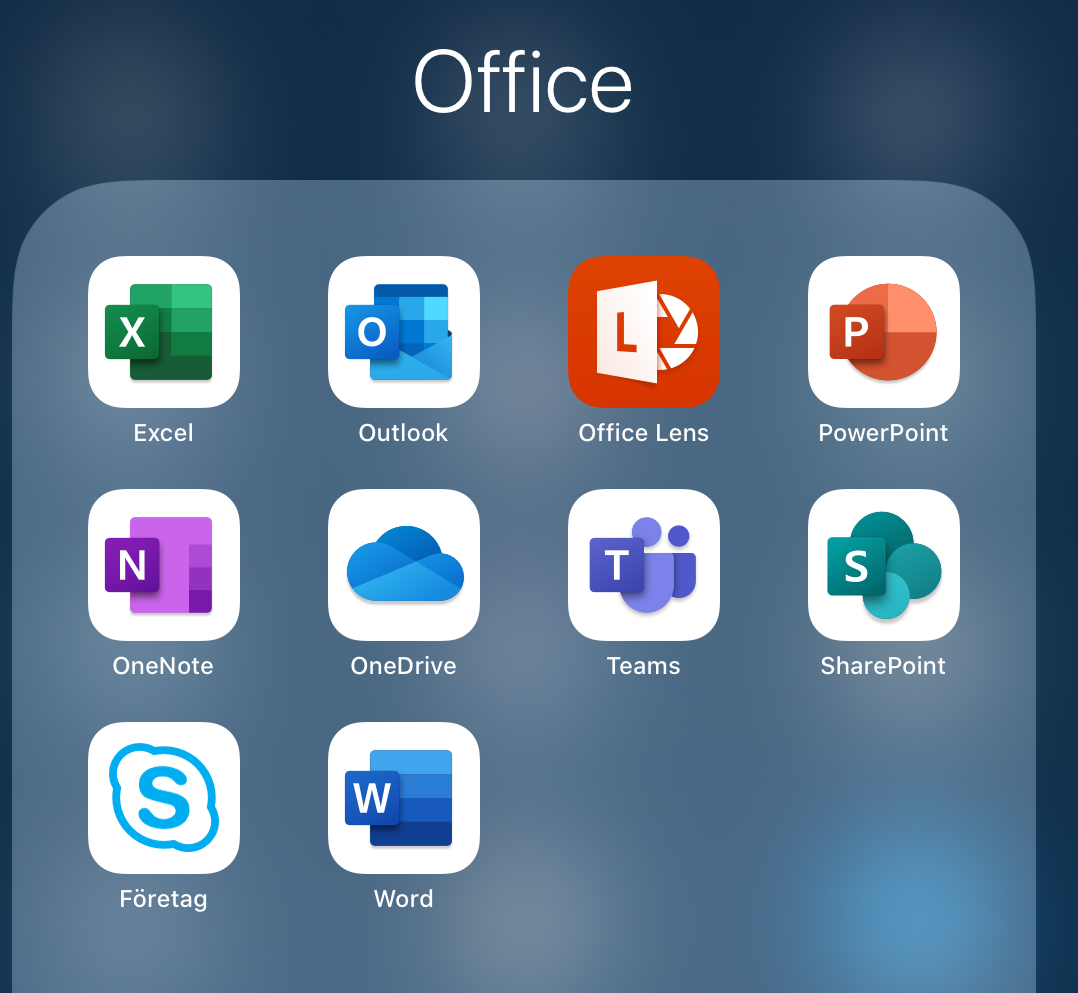 Office
X
O
L
P
Excel
Outlook
Office Lens
PowerPoint
N
T
S
OneNote
OneDrive
Teams
SharePoint
S
W
Företag
Word